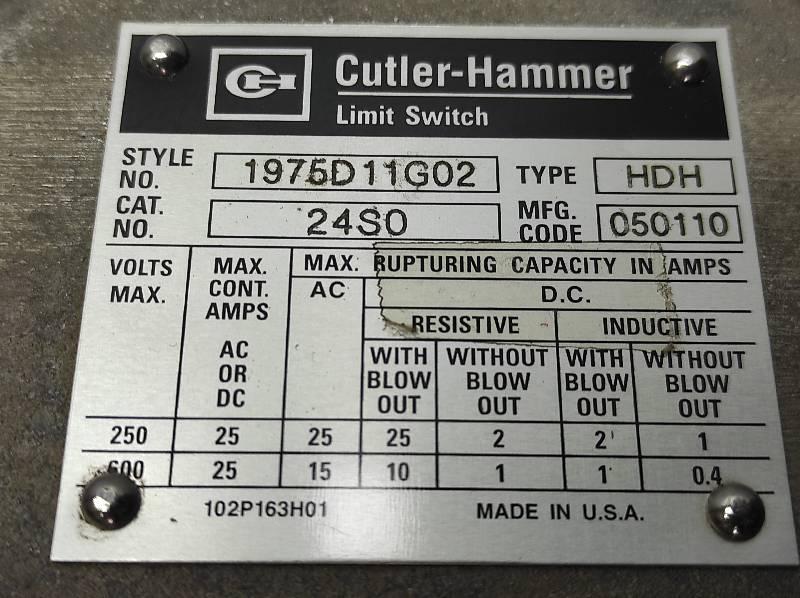 CH
Cutler-Hammer
Limit Switch
STYLE NO. 1975D11G02 TYPE HDH
CAT. NO. 24S0 MFG. CODE 050110
VOLTS MAX. MAX. CONT. AMPS AC OR DC MAX. RUPTURING CAPACITY IN AMPS
AC D.C.
RESISTIVE INDUCTIVE
WITH BLOW OUT WITHOUT BLOW OUT WITH BLOW OUT WITHOUT BLOW OUT
250 25 25 25 2 2 1
600 25 15 10 1 1 0.4
102P163H01 MADE IN U.S.A.